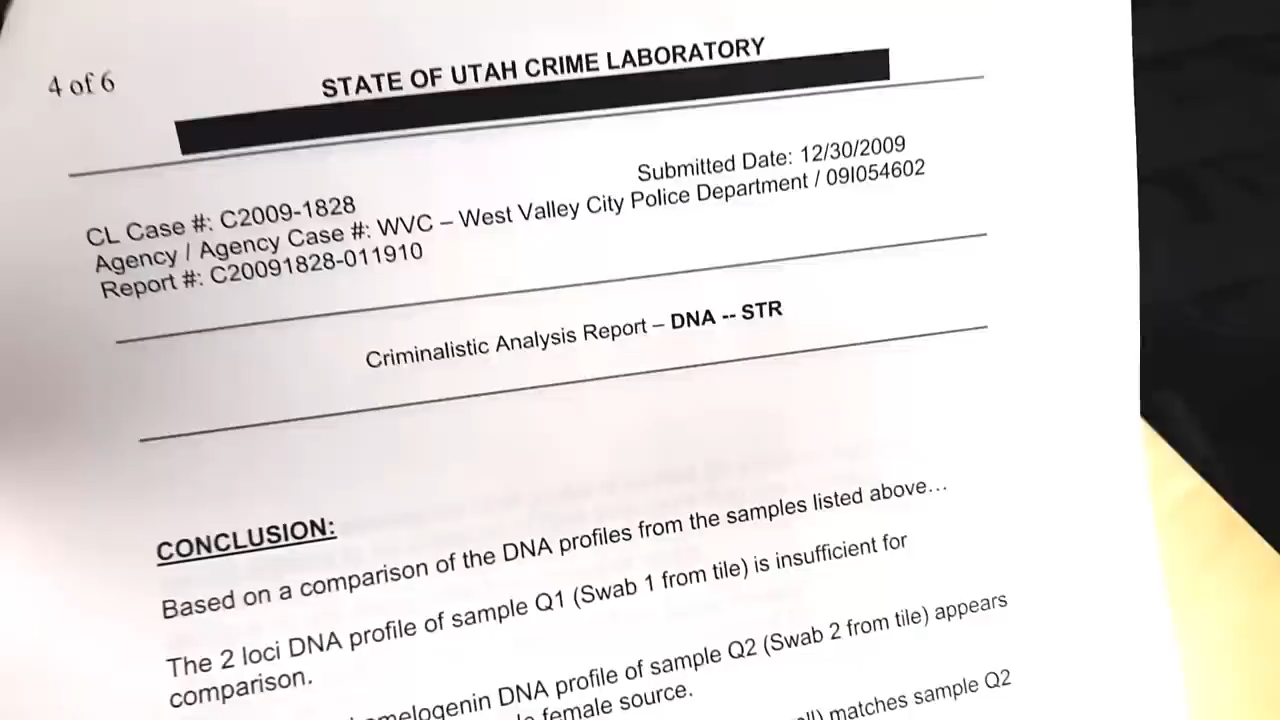 4 of 6
STATE OF UTAH CRIME LABORATORY
Submitted Date: 12/30/2009
CL Case #: C2009-1828
Agency / Agency Case #: WVC – West Valley City Police Department / 09I054602
Report #: C20091828-011910
Criminalistic Analysis Report – DNA -- STR
CONCLUSION:
Based on a comparison of the DNA profiles from the samples listed above…
The 2 loci DNA profile of sample Q1 (Swab 1 from tile) is insufficient for
comparison.
DNA profile of sample Q2 (Swab 2 from tile) appears
female source.
matches sample Q2